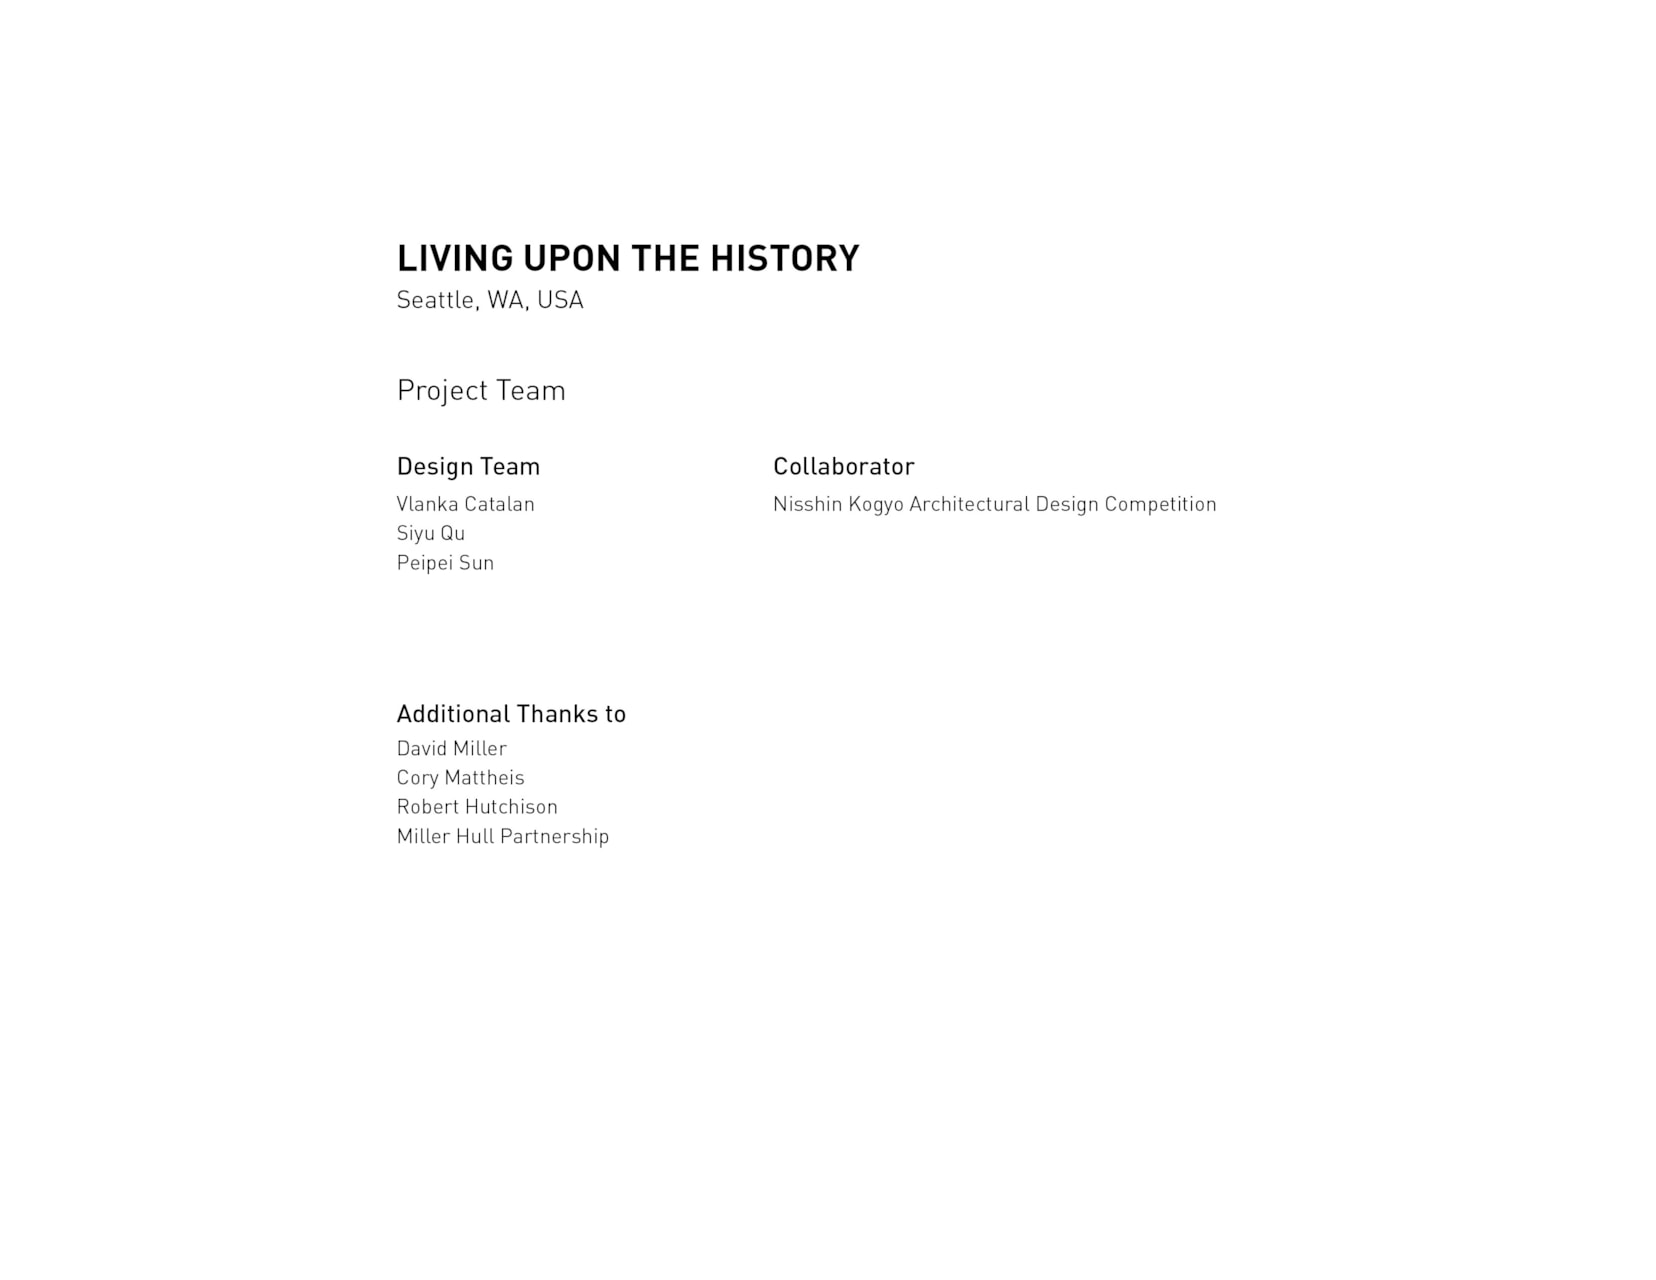 LIVING UPON THE HISTORY
Seattle, WA, USA
Project Team
Design Team
Vlanka Catalan
Siyu Qu
Peipei Sun
Collaborator
Nisshin Kogyo Architectural Design Competition
Additional Thanks to
David Miller
Cory Mattheis
Robert Hutchison
Miller Hull Partnership